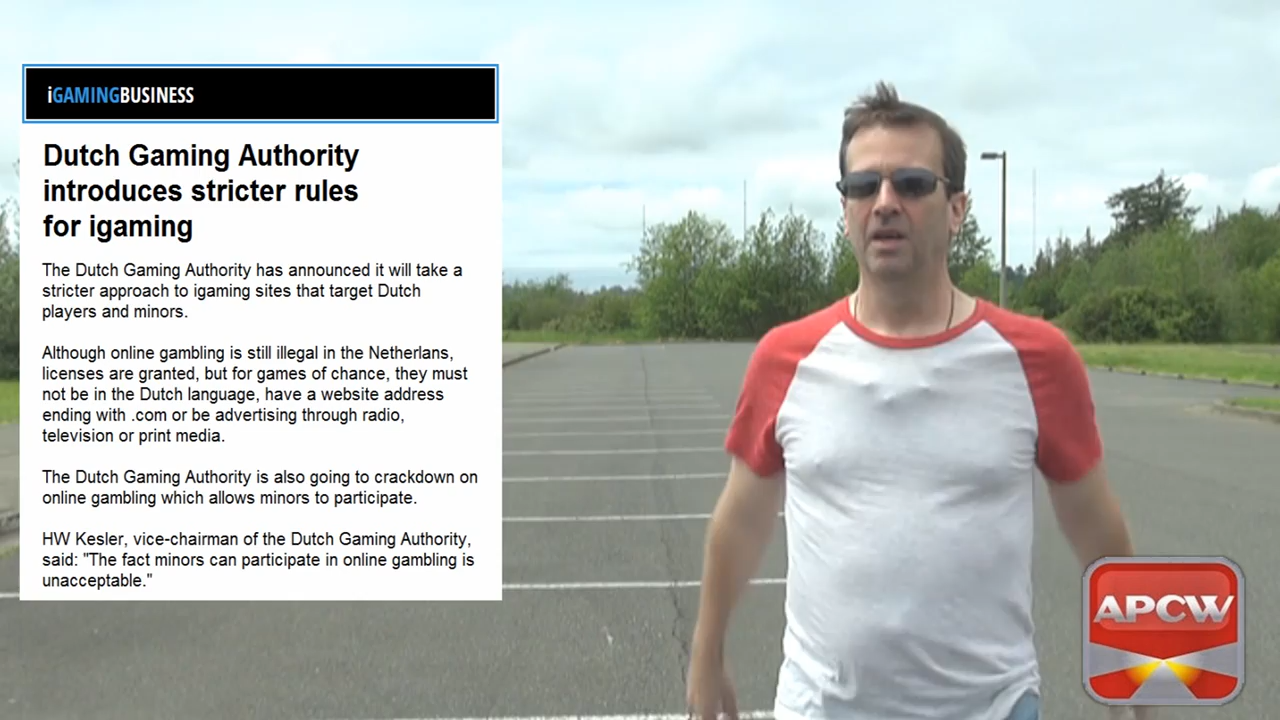 iGAMINGBUSINESS
Dutch Gaming Authority
introduces stricter rules
for igaming
The Dutch Gaming Authority has announced it will take a
stricter approach to igaming sites that target Dutch
players and minors.
Although online gambling is still illegal in the Netherlans,
licenses are granted, but for games of chance, they must
not be in the Dutch language, have a website address
ending with .com or be advertising through radio,
television or print media.
The Dutch Gaming Authority is also going to crackdown on
online gambling which allows minors to participate.
HW Kesler, vice-chairman of the Dutch Gaming Authority,
said: "The fact minors can participate in online gambling is
unacceptable."
APCW